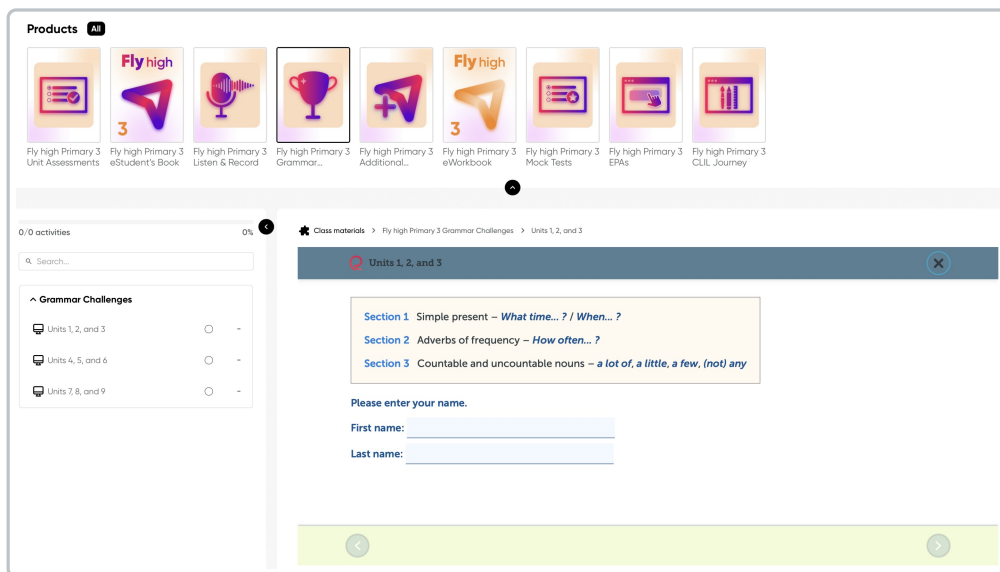 Products All
Fly high
3
Fly high
3
Fly high Primary 3
Unit Assessments
Fly high Primary 3
eStudent's Book
Fly high Primary 3
Listen & Record
Fly high Primary 3
Grammar...
Fly high Primary 3
Additional...
Fly high Primary 3
eWorkbook
Fly high Primary 3
Mock Tests
Fly high Primary 3
EPAs
Fly high Primary 3
CLIL Journey
0/0 activities 0%
Search...
Grammar Challenges
Units 1, 2, and 3 -
Units 4, 5, and 6 -
Units 7, 8, and 9 -
Class materials > Fly high Primary 3 Grammar Challenges > Units 1, 2, and 3
Units 1, 2, and 3
Section 1 Simple present – What time... ? / When... ?
Section 2 Adverbs of frequency – How often... ?
Section 3 Countable and uncountable nouns – a lot of, a little, a few, (not) any
Please enter your name.
First name:
Last name: